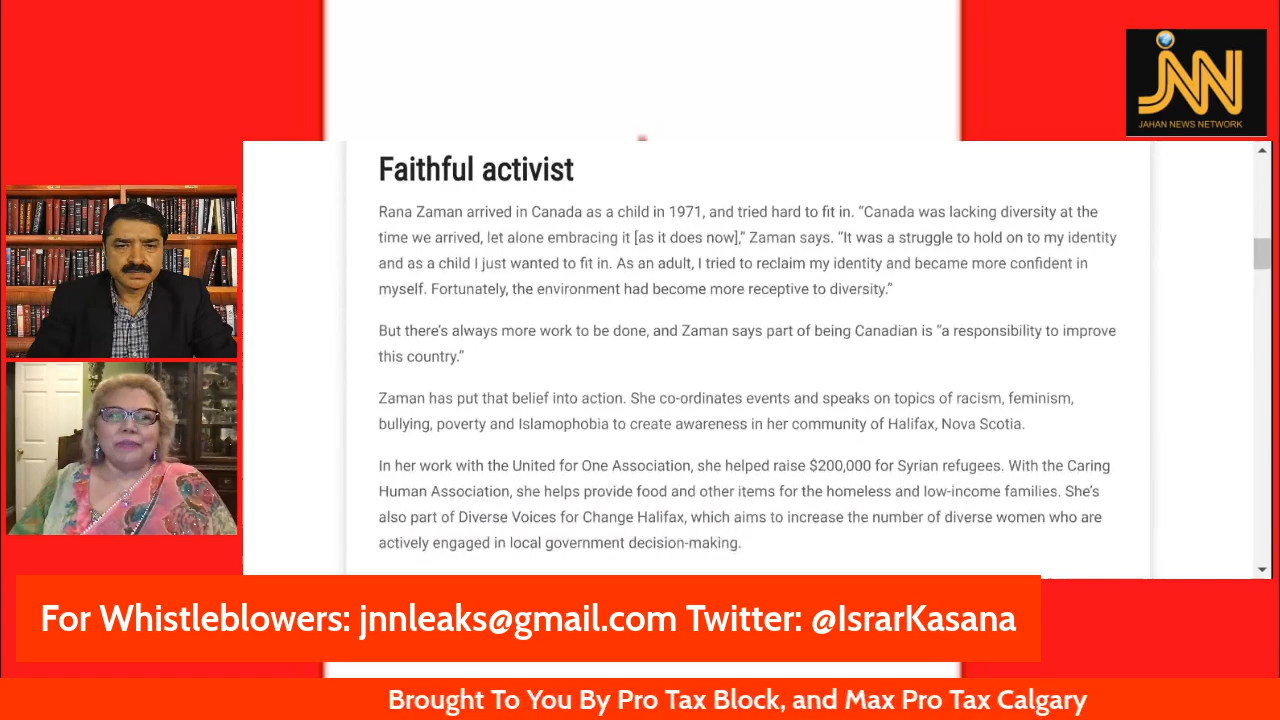 JNN
JAHAN NEWS NETWORK
Faithful activist
Rana Zaman arrived in Canada as a child in 1971, and tried hard to fit in. “Canada was lacking diversity at the
time we arrived, let alone embracing it [as it does now],” Zaman says. “It was a struggle to hold on to my identity
and as a child I just wanted to fit in. As an adult, I tried to reclaim my identity and became more confident in
myself. Fortunately, the environment had become more receptive to diversity.”
But there’s always more work to be done, and Zaman says part of being Canadian is “a responsibility to improve
this country.”
Zaman has put that belief into action. She co-ordinates events and speaks on topics of racism, feminism,
bullying, poverty and Islamophobia to create awareness in her community of Halifax, Nova Scotia.
In her work with the United for One Association, she helped raise $200,000 for Syrian refugees. With the Caring
Human Association, she helps provide food and other items for the homeless and low-income families. She’s
also part of Diverse Voices for Change Halifax, which aims to increase the number of diverse women who are
actively engaged in local government decision-making.
For Whistleblowers: jnnleaks@gmail.com Twitter: @IsrarKasana
Brought To You By Pro Tax Block, and Max Pro Tax Calgary